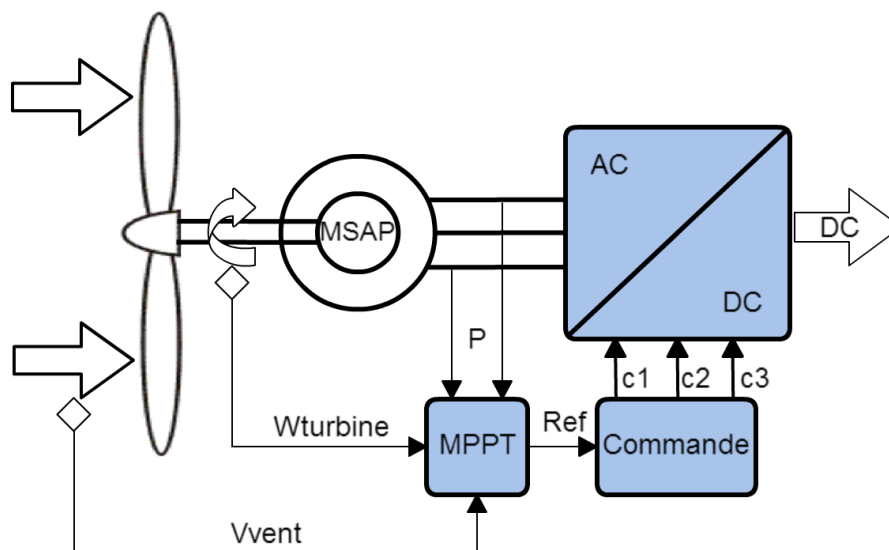 AC
MSAP
DC
DC
P
c1
c2
c3
Wturbine
MPPT
Ref
Commande
Vvent